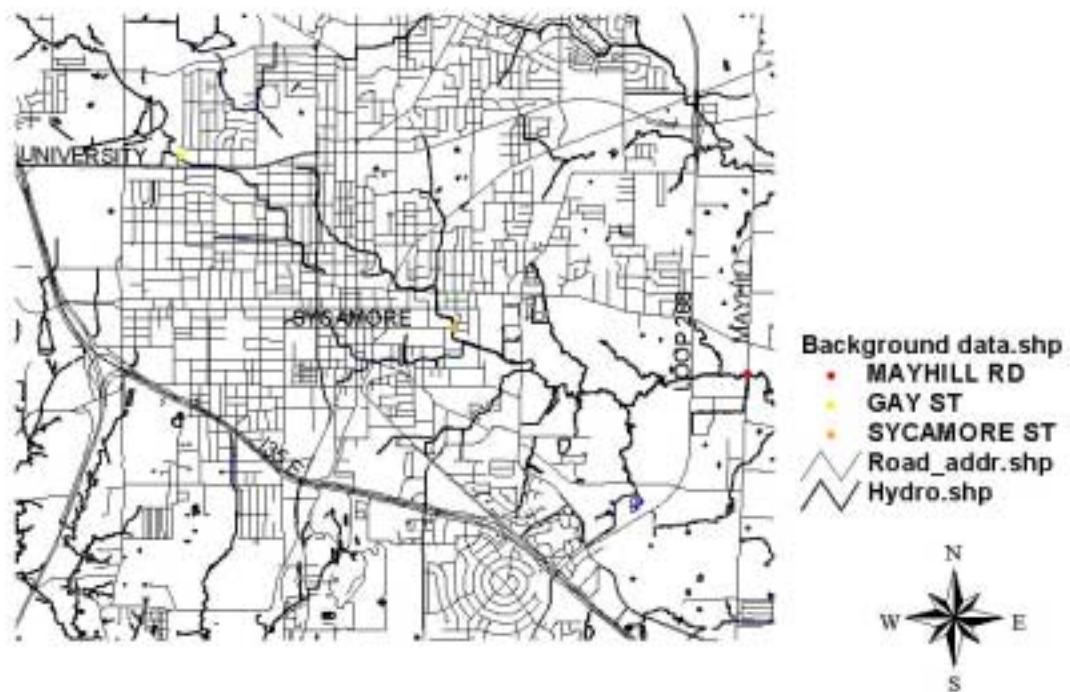 UNIVERSITY
SYCAMORE
LOOP 288
MAYHILL
I35 E
Background data.shp
MAYHILL RD
GAY ST
SYCAMORE ST
Road_addr.shp
Hydro.shp
N
W E
S